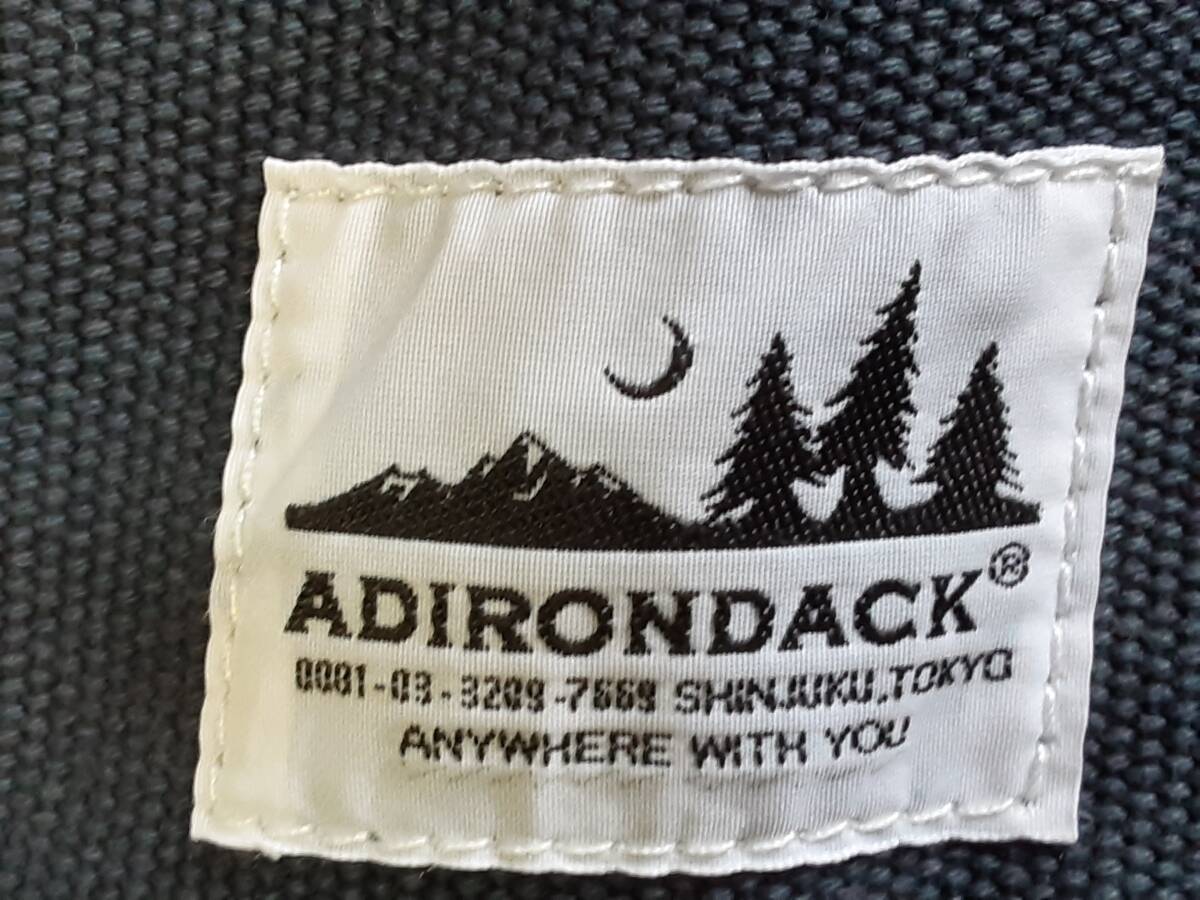 ADIRONDACK®
0081-03-3209-7669 SHINJUKU.TOKYO
ANYWHERE WITH YOU